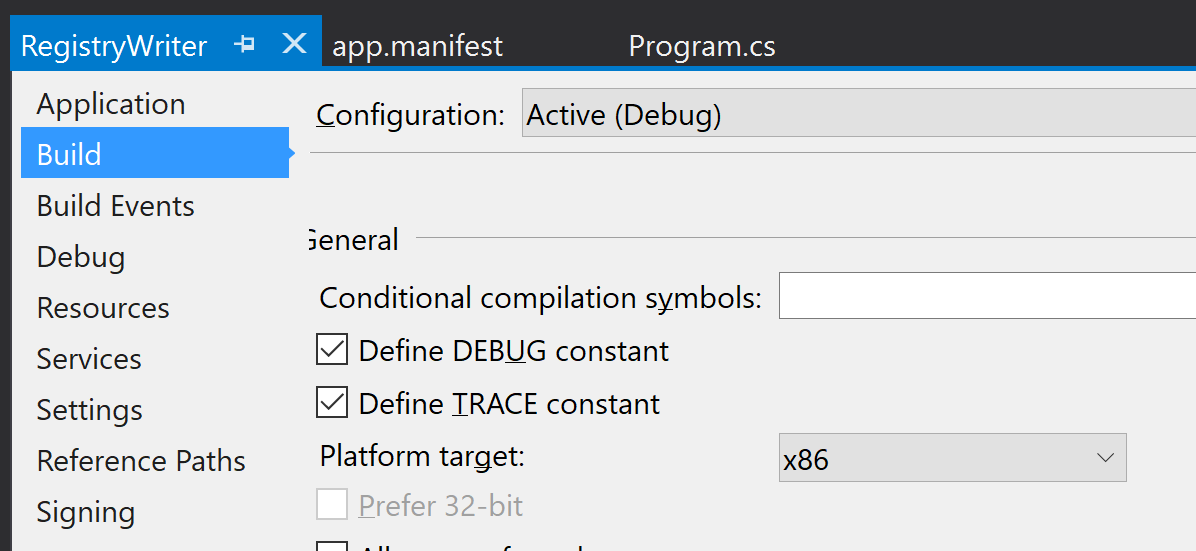 RegistryWriter app.manifest Program.cs
Application
Build
Build Events
Debug
Resources
Services
Settings
Reference Paths
Signing
Configuration: Active (Debug)
General
Conditional compilation symbols:
Define DEBUG constant
Define TRACE constant
Platform target: x86
Prefer 32-bit